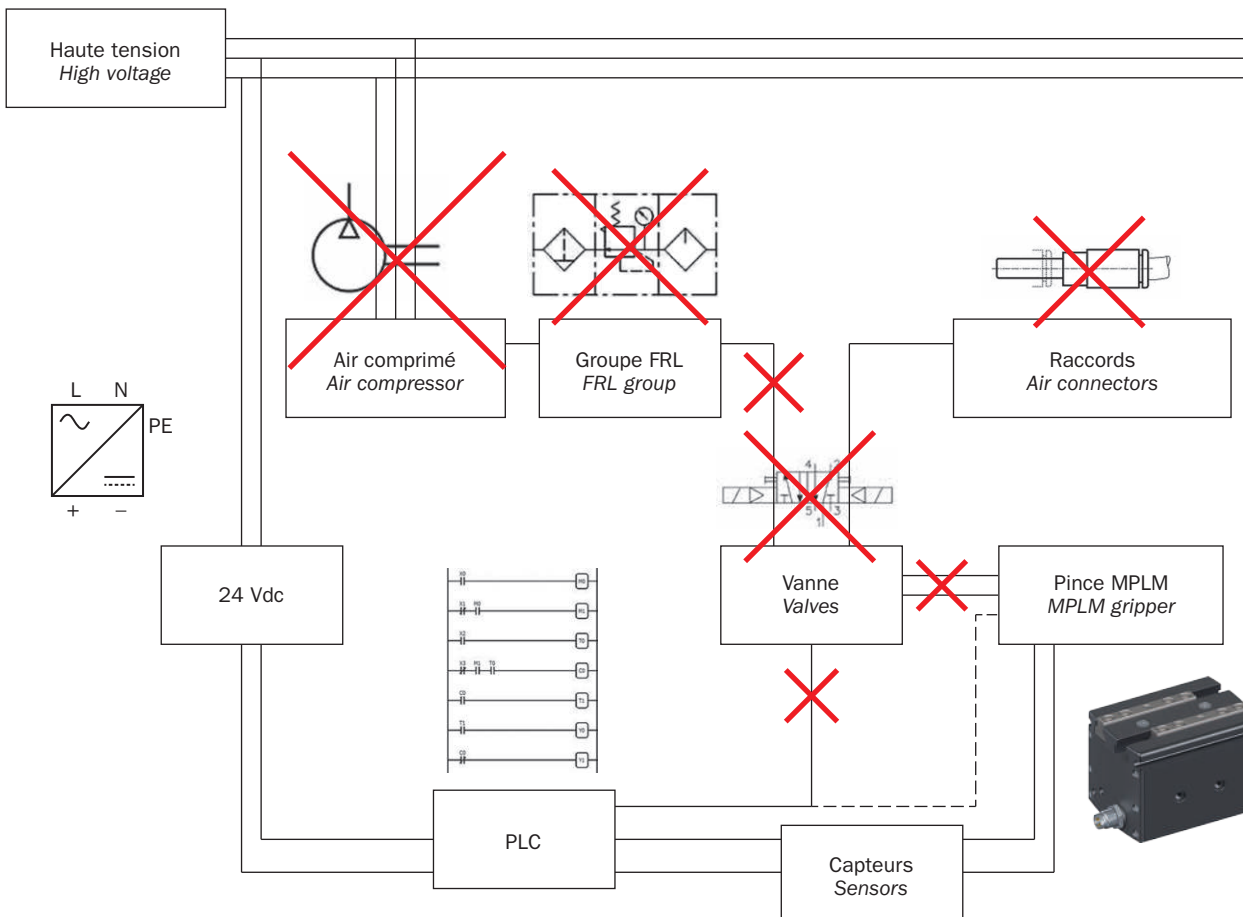 Haute tension
High voltage
Air comprimé
Air compressor
Groupe FRL
FRL group
Raccords
Air connectors
L N
PE
+ −
4 2
5 3
1
24 Vdc
Vanne
Valves
Pince MPLM
MPLM gripper
PLC
Capteurs
Sensors